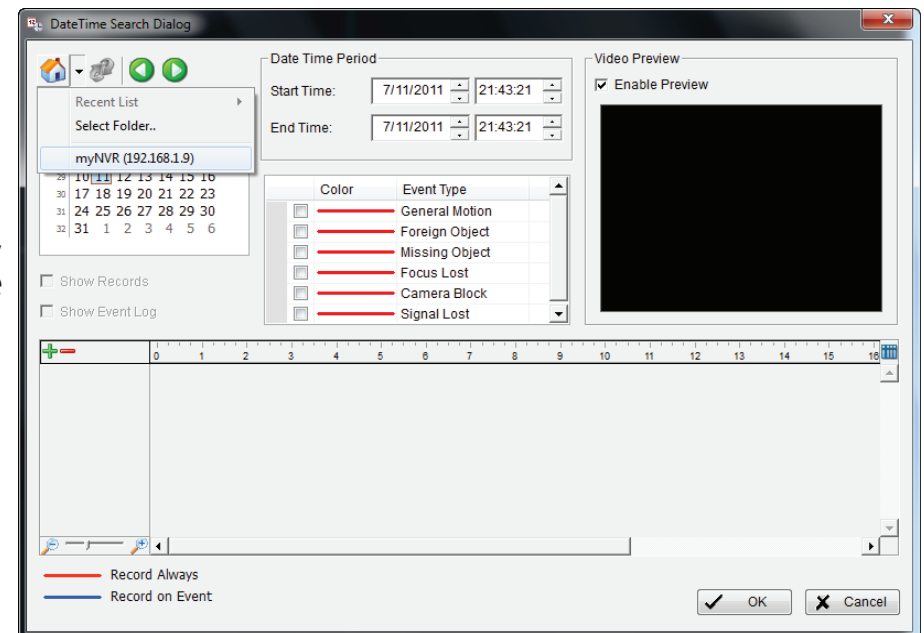 DateTime Search Dialog
Recent List
Select Folder..
myNVR (192.168.1.9)
29 10 11 12 13 14 15 16
30 17 18 19 20 21 22 23
31 24 25 26 27 28 29 30
32 31 1 2 3 4 5 6
Show Records
Show Event Log
Date Time Period
Start Time: 7/11/2011 21:43:21
End Time: 7/11/2011 21:43:21
Color Event Type
General Motion
Foreign Object
Missing Object
Focus Lost
Camera Block
Signal Lost
Video Preview
Enable Preview
0 1 2 3 4 5 6 7 8 9 10 11 12 13 14 15 16
Record Always
Record on Event
OK Cancel